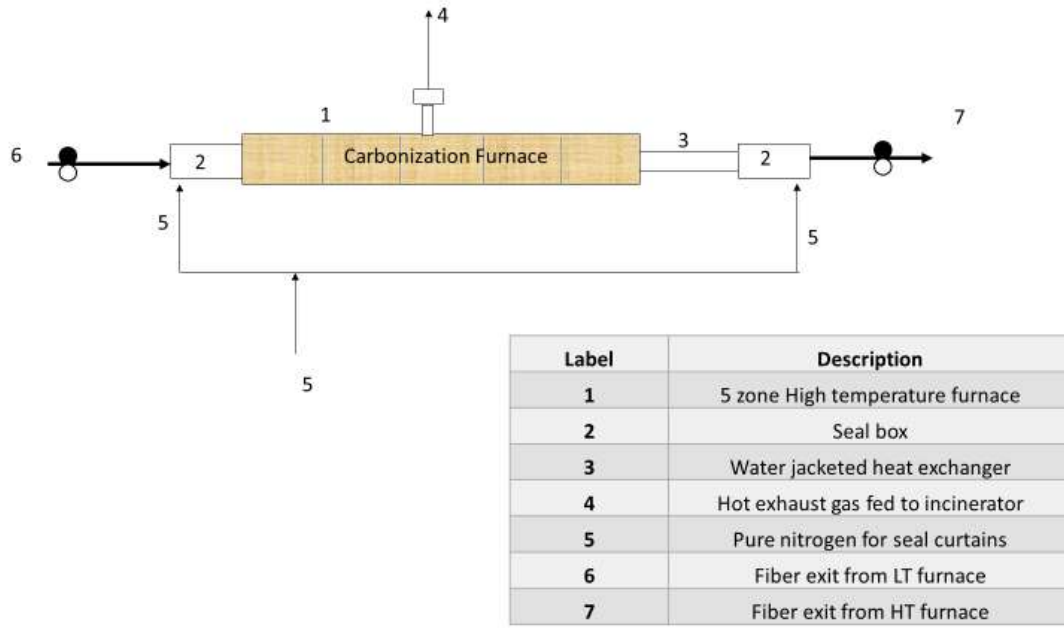 4
1
7
6
2
Carbonization Furnace
3
2
5
5
5
Label Description
1 5 zone High temperature furnace
2 Seal box
3 Water jacketed heat exchanger
4 Hot exhaust gas fed to incinerator
5 Pure nitrogen for seal curtains
6 Fiber exit from LT furnace
7 Fiber exit from HT furnace